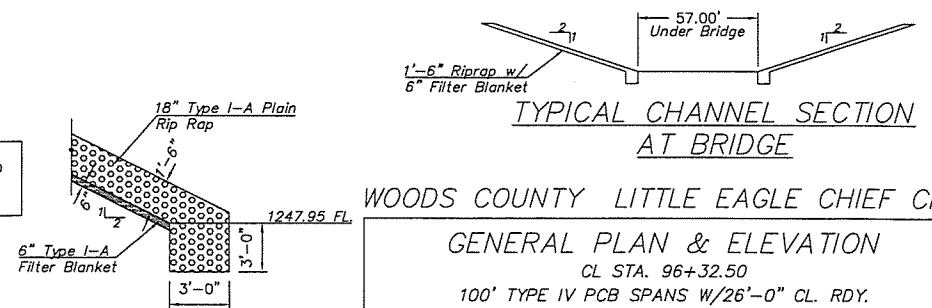 57.00'
Under Bridge
2
1
2
1
1'-6" Riprap w/
6" Filter Blanket
TYPICAL CHANNEL SECTION
AT BRIDGE
18" Type I-A Plain
Rip Rap
1'-6"
6"
1
2
1247.95 FL.
3'-0"
6" Type I-A
Filter Blanket
3'-0"
WOODS COUNTY LITTLE EAGLE CHIEF
GENERAL PLAN & ELEVATION
CL STA. 96+32.50
100' TYPE IV PCB SPANS W/26'-0" CL. RDY.